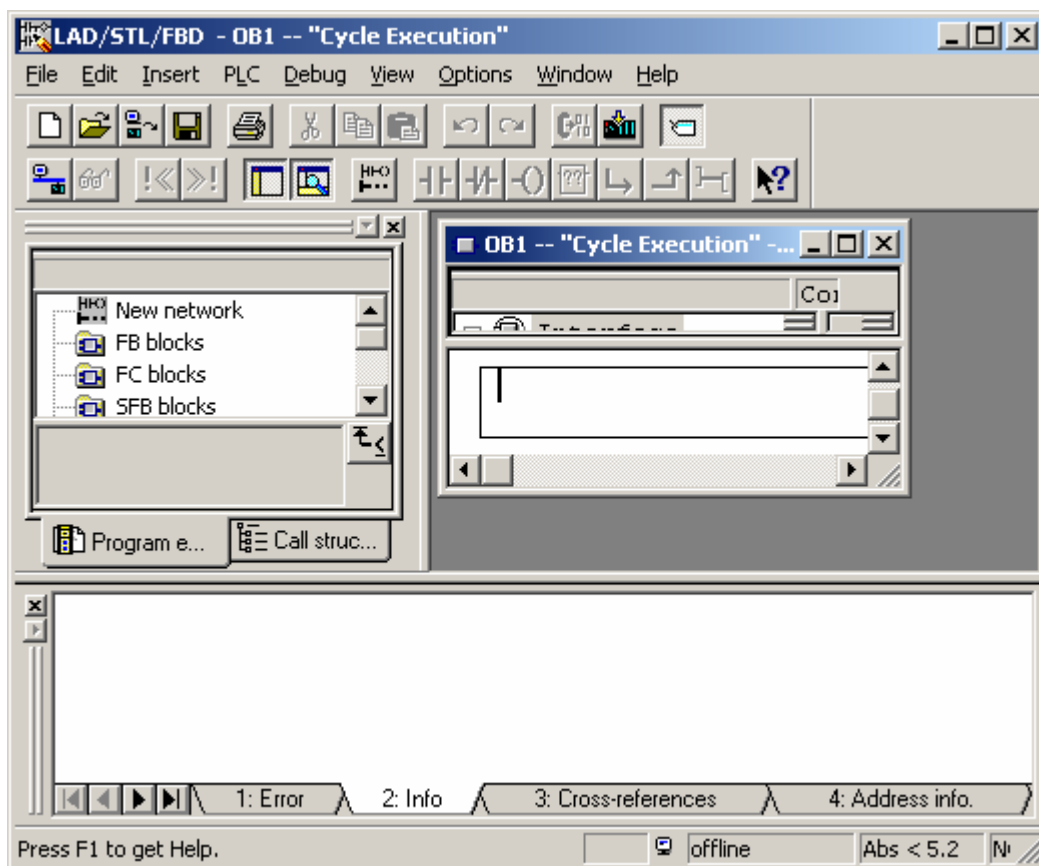 LAD/STL/FBD - OB1 -- "Cycle Execution"
File Edit Insert PLC Debug View Options Window Help
OB1 -- "Cycle Execution" -...
New network
FB blocks
FC blocks
SFB blocks
Program e... Call struc...
1: Error 2: Info 3: Cross-references 4: Address info.
Press F1 to get Help. offline Abs < 5.2